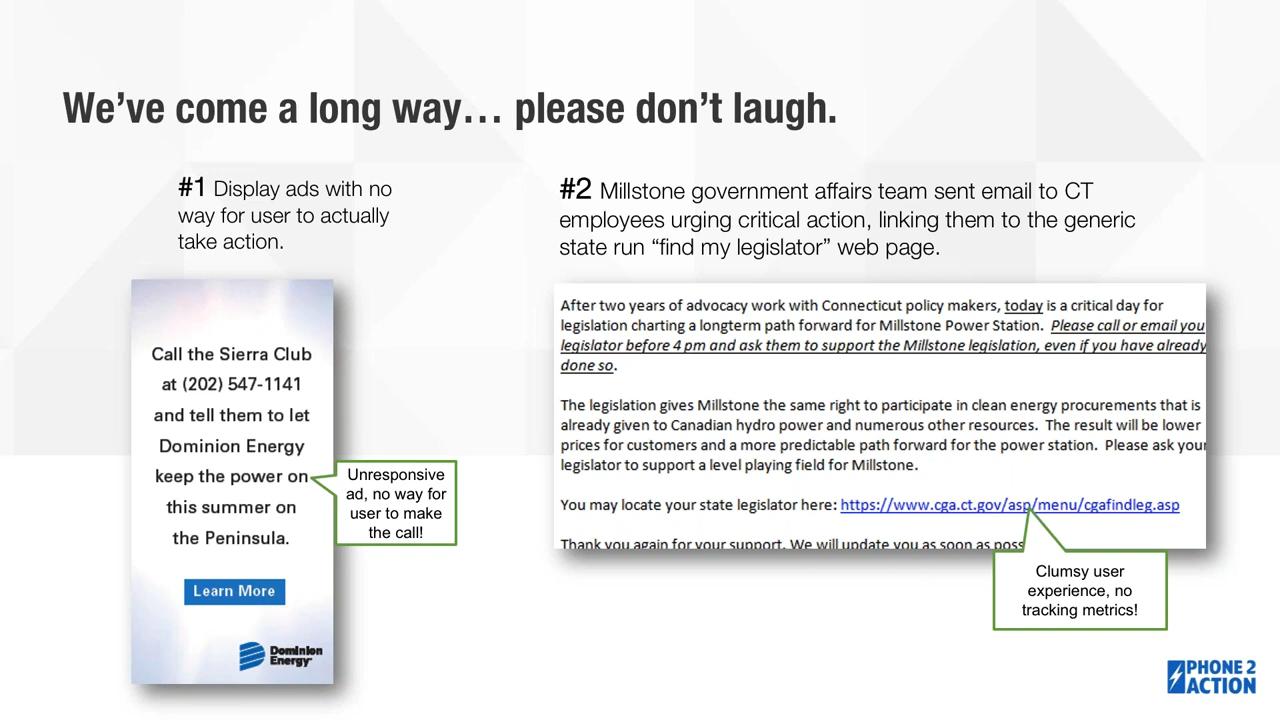 We’ve come a long way… please don’t laugh.
#1 Display ads with no
way for user to actually
take action.
#2 Millstone government affairs team sent email to CT
employees urging critical action, linking them to the generic
state run “find my legislator” web page.
Call the Sierra Club
at (202) 547-1141
and tell them to let
Dominion Energy
keep the power on
this summer on
the Peninsula.
Learn More
Dominion
Energy
Unresponsive
ad, no way for
user to make
the call!
After two years of advocacy work with Connecticut policy makers, today is a critical day for
legislation charting a longterm path forward for Millstone Power Station. Please call or email you
legislator before 4 pm and ask them to support the Millstone legislation, even if you have already
done so.
The legislation gives Millstone the same right to participate in clean energy procurements that is
already given to Canadian hydro power and numerous other resources. The result will be lower
prices for customers and a more predictable path forward for the power station. Please ask your
legislator to support a level playing field for Millstone.
You may locate your state legislator here: https://www.cga.ct.gov/asp/menu/cgafindleg.asp
Thank you again for your support. We will update you as soon as poss
Clumsy user
experience, no
tracking metrics!
PHONE 2
ACTION